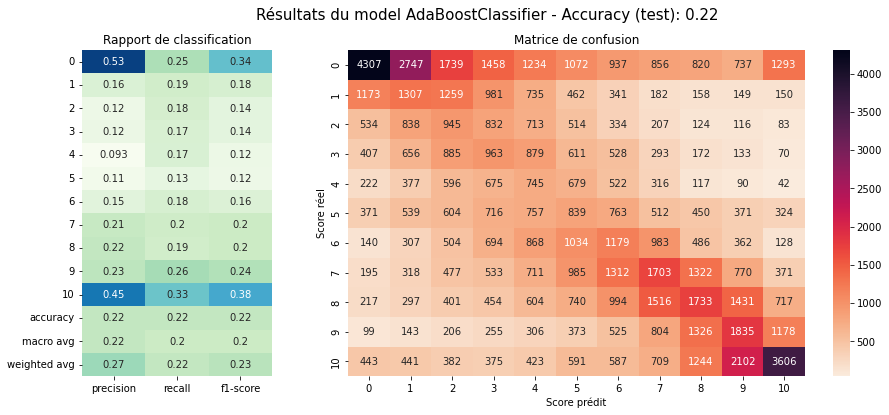 Résultats du model AdaBoostClassifier - Accuracy (test): 0.22
Rapport de classification
0 0.53 0.25 0.34
1 0.16 0.19 0.18
2 0.12 0.18 0.14
3 0.12 0.17 0.14
4 0.093 0.17 0.12
5 0.11 0.13 0.12
6 0.15 0.18 0.16
7 0.21 0.2 0.2
8 0.22 0.19 0.2
9 0.23 0.26 0.24
10 0.45 0.33 0.38
accuracy 0.22 0.22 0.22
macro avg 0.22 0.2 0.2
weighted avg 0.27 0.22 0.23
precision recall f1-score
Matrice de confusion
Score réel
0 4307 2747 1739 1458 1234 1072 937 856 820 737 1293
1 1173 1307 1259 981 735 462 341 182 158 149 150
2 534 838 945 832 713 514 334 207 124 116 83
3 407 656 885 963 879 611 528 293 172 133 70
4 222 377 596 675 745 679 522 316 117 90 42
5 371 539 604 716 757 839 763 512 450 371 324
6 140 307 504 694 868 1034 1179 983 486 362 128
7 195 318 477 533 711 985 1312 1703 1322 770 371
8 217 297 401 454 604 740 994 1516 1733 1431 717
9 99 143 206 255 306 373 525 804 1326 1835 1178
10 443 441 382 375 423 591 587 709 1244 2102 3606
0 1 2 3 4 5 6 7 8 9 10
Score prédit
4000
3500
3000
2500
2000
1500
1000
500